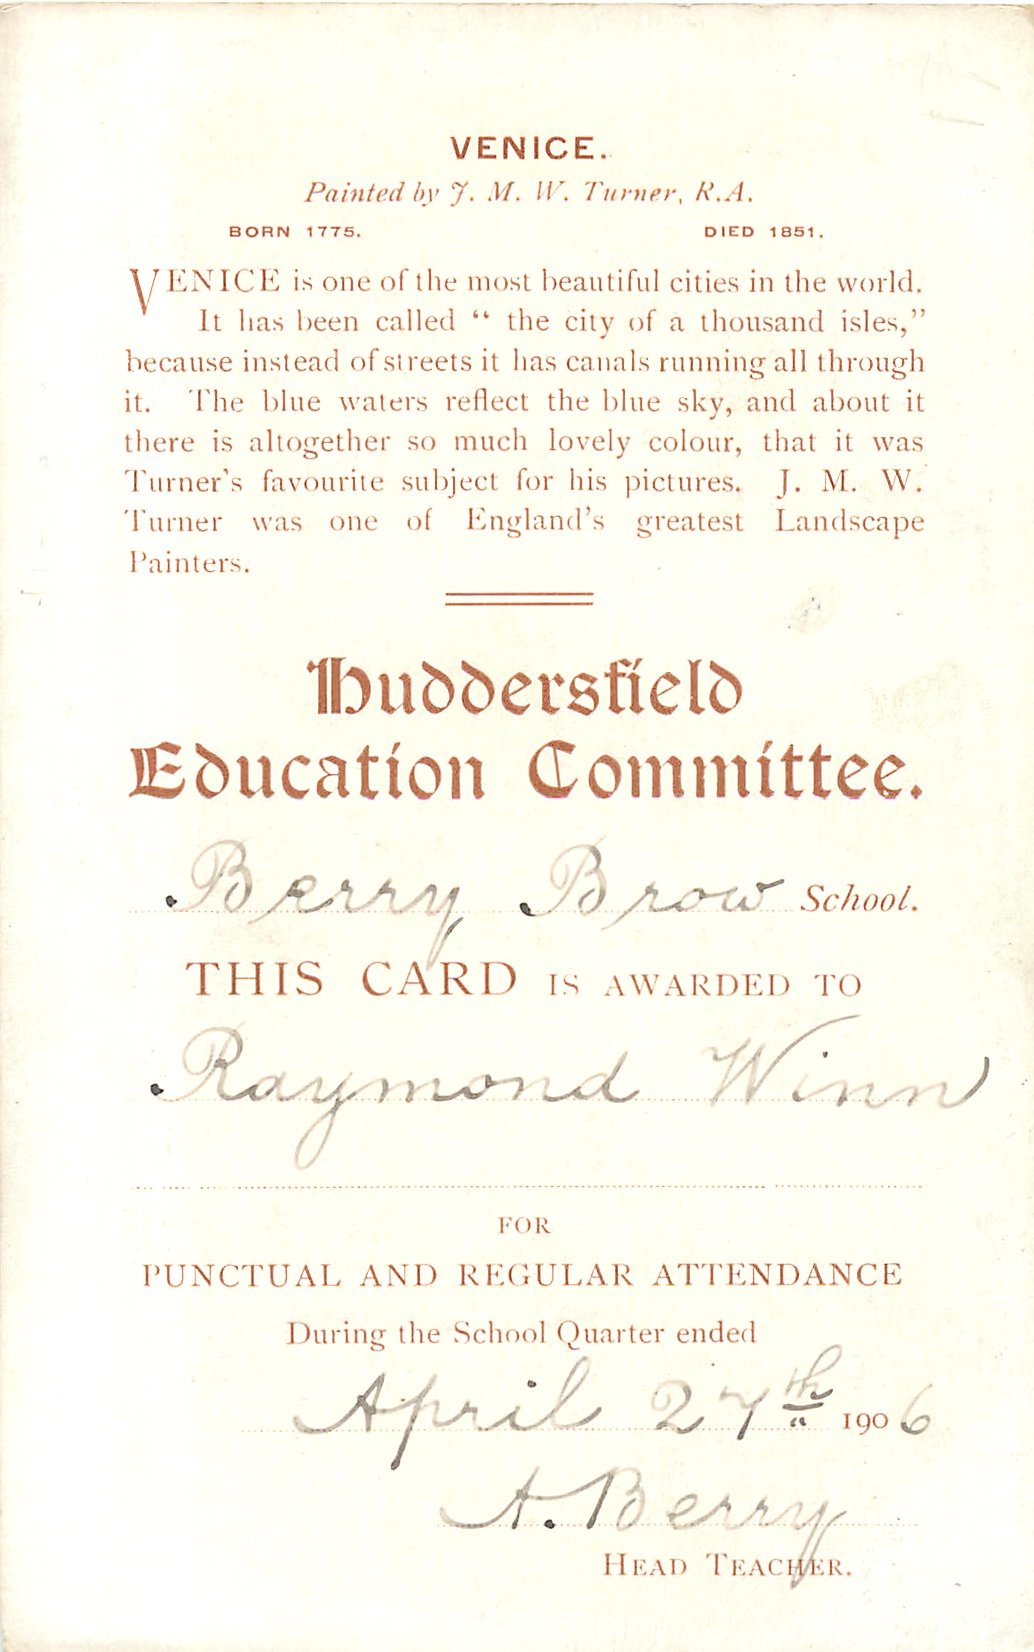 VENICE.
Painted by J. M. W. Turner, R.A.
BORN 1775. DIED 1851.
VENICE is one of the most beautiful cities in the world.
It has been called “ the city of a thousand isles,”
because instead of streets it has canals running all through
it. The blue waters reflect the blue sky, and about it
there is altogether so much lovely colour, that it was
Turner’s favourite subject for his pictures. J. M. W.
Turner was one of England’s greatest Landscape
Painters.
Huddersfield
Education Committee.
Berry Brow School.
THIS CARD IS AWARDED TO
Raymond Winn
FOR
PUNCTUAL AND REGULAR ATTENDANCE
During the School Quarter ended
April 27th 1906
A. Berry
HEAD TEACHER.